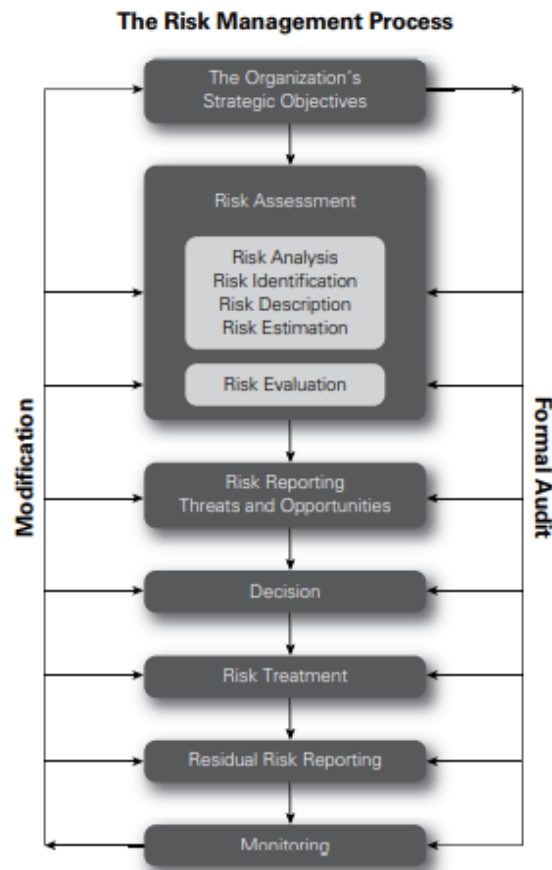 The Risk Management Process
The Organization's
Strategic Objectives
Risk Assessment
Risk Analysis
Risk Identification
Risk Description
Risk Estimation
Risk Evaluation
Modification
Formal Audit
Risk Reporting
Threats and Opportunities
Decision
Risk Treatment
Residual Risk Reporting
Monitoring